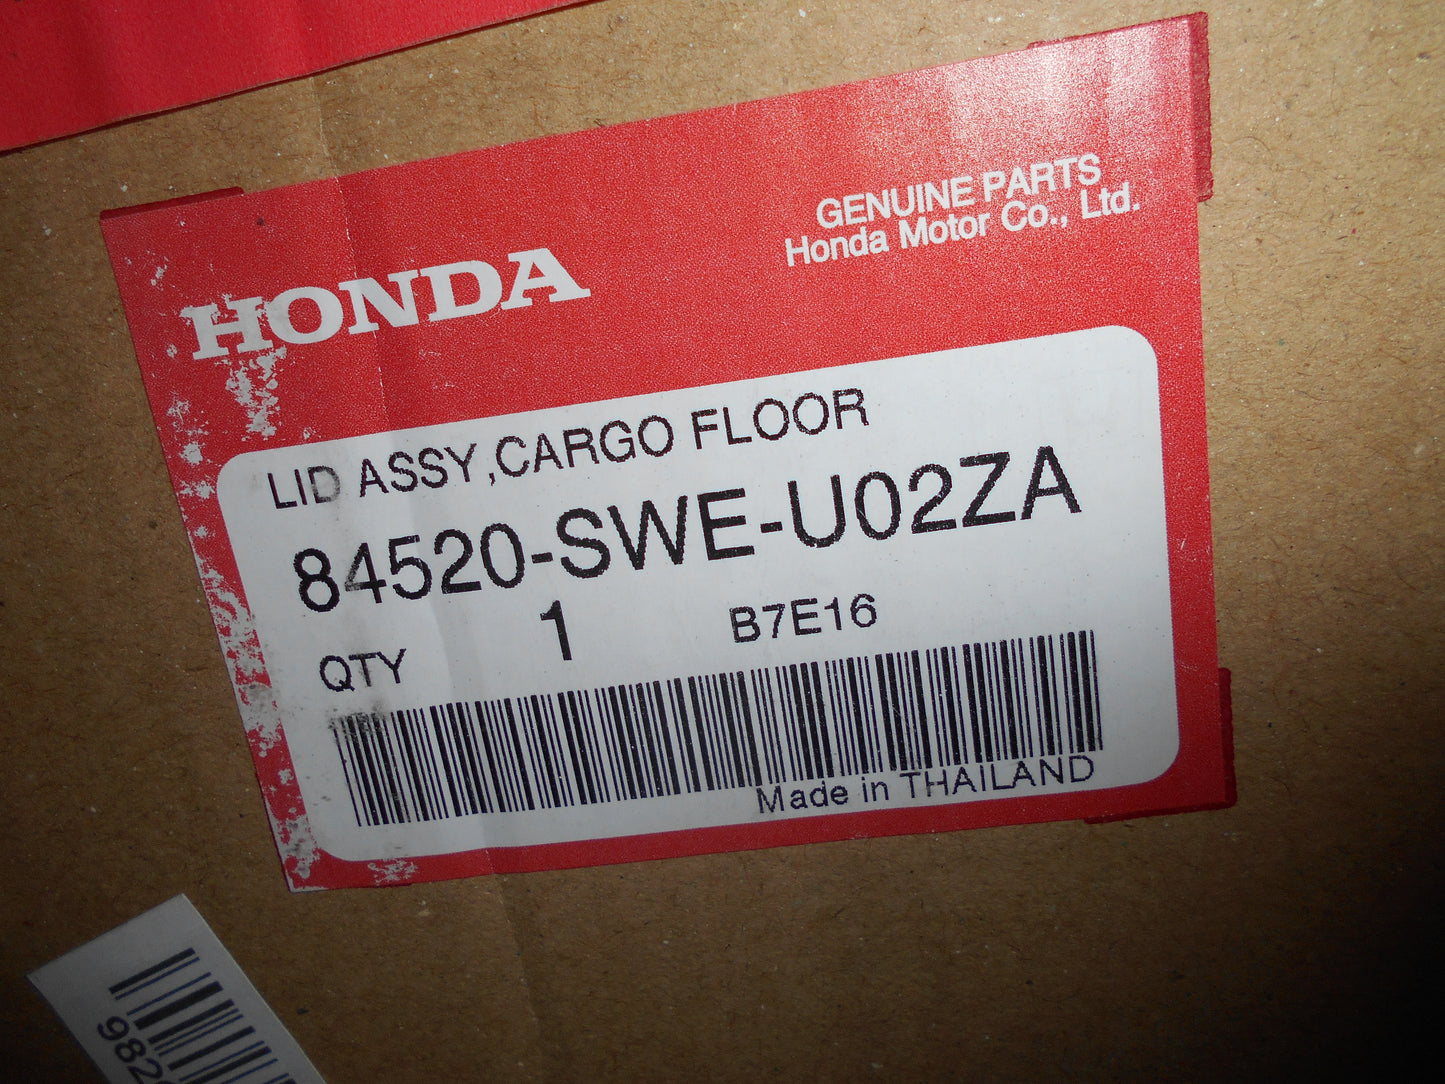 HONDA
GENUINE PARTS
Honda Motor Co., Ltd.
LID ASSY,CARGO FLOOR
84520-SWE-U02ZA
QTY 1 B7E16
Made in THAiLAND